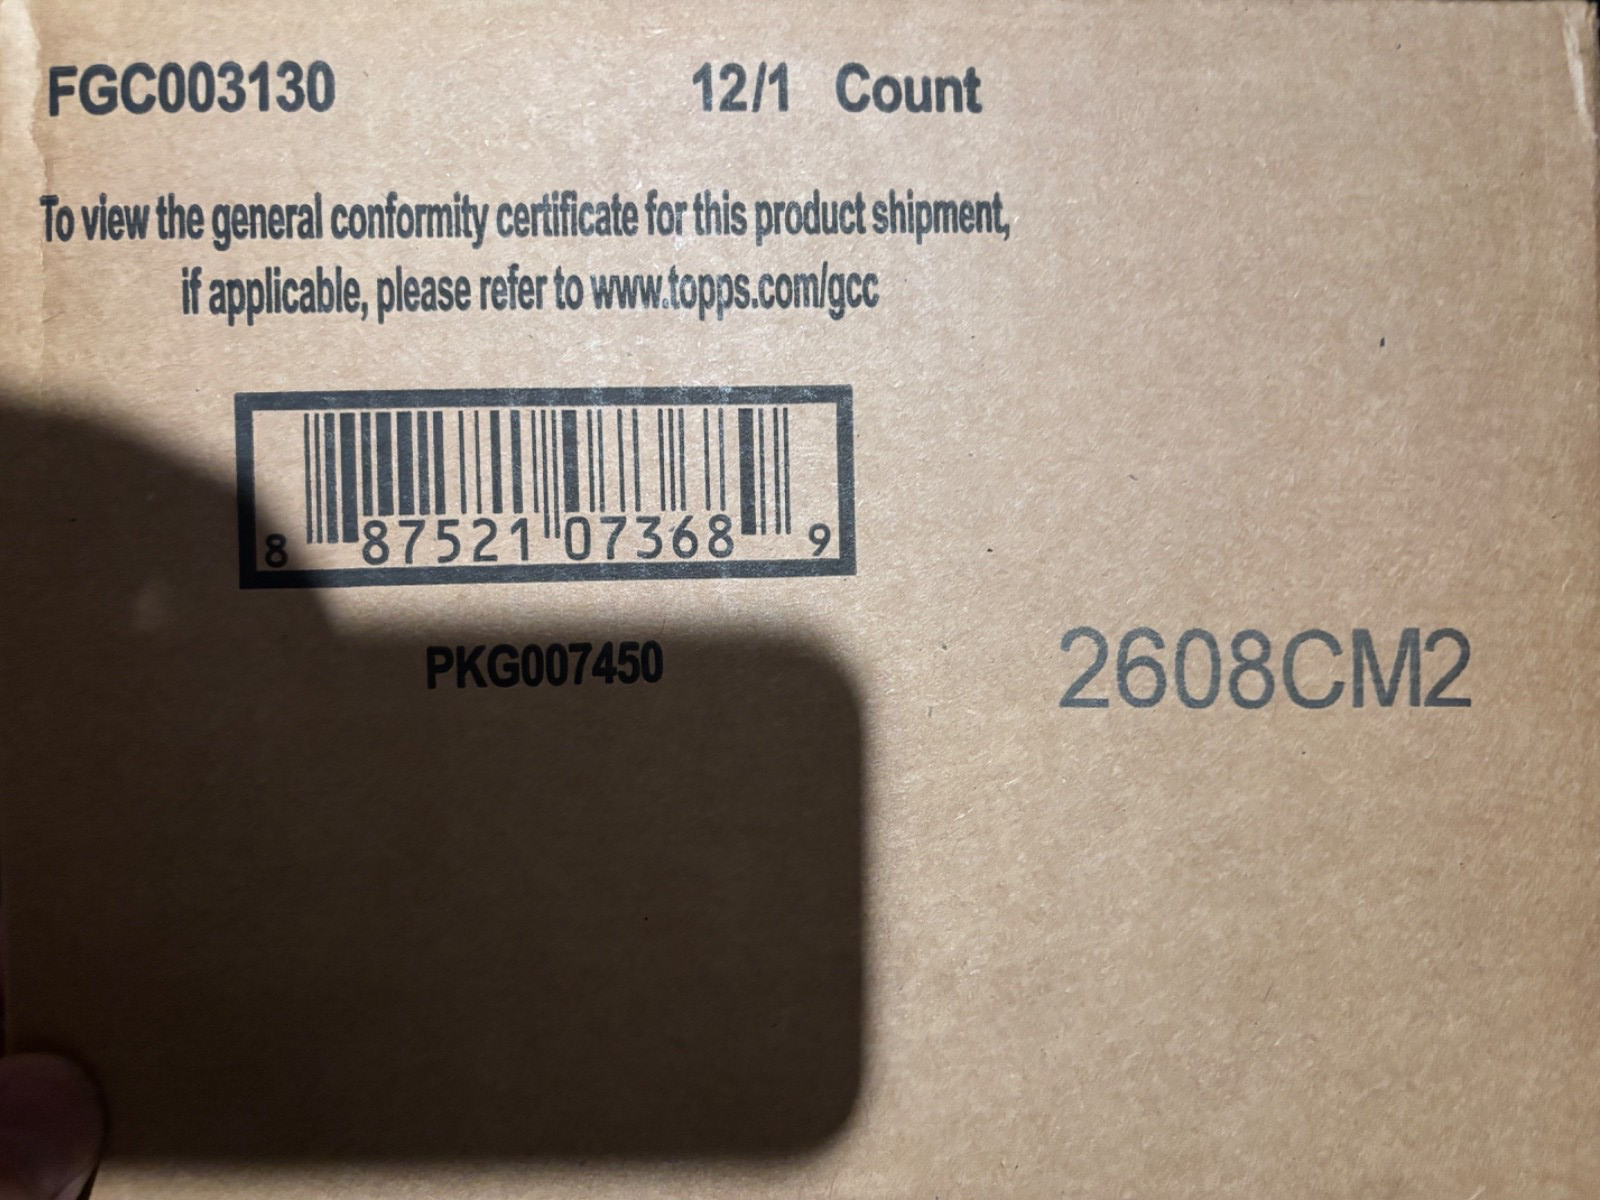 FGC003130 12/1 Count
To view the general conformity certificate for this product shipment,
if applicable, please refer to www.topps.com/gcc
8 87521 07368 9
PKG007450
2608CM2